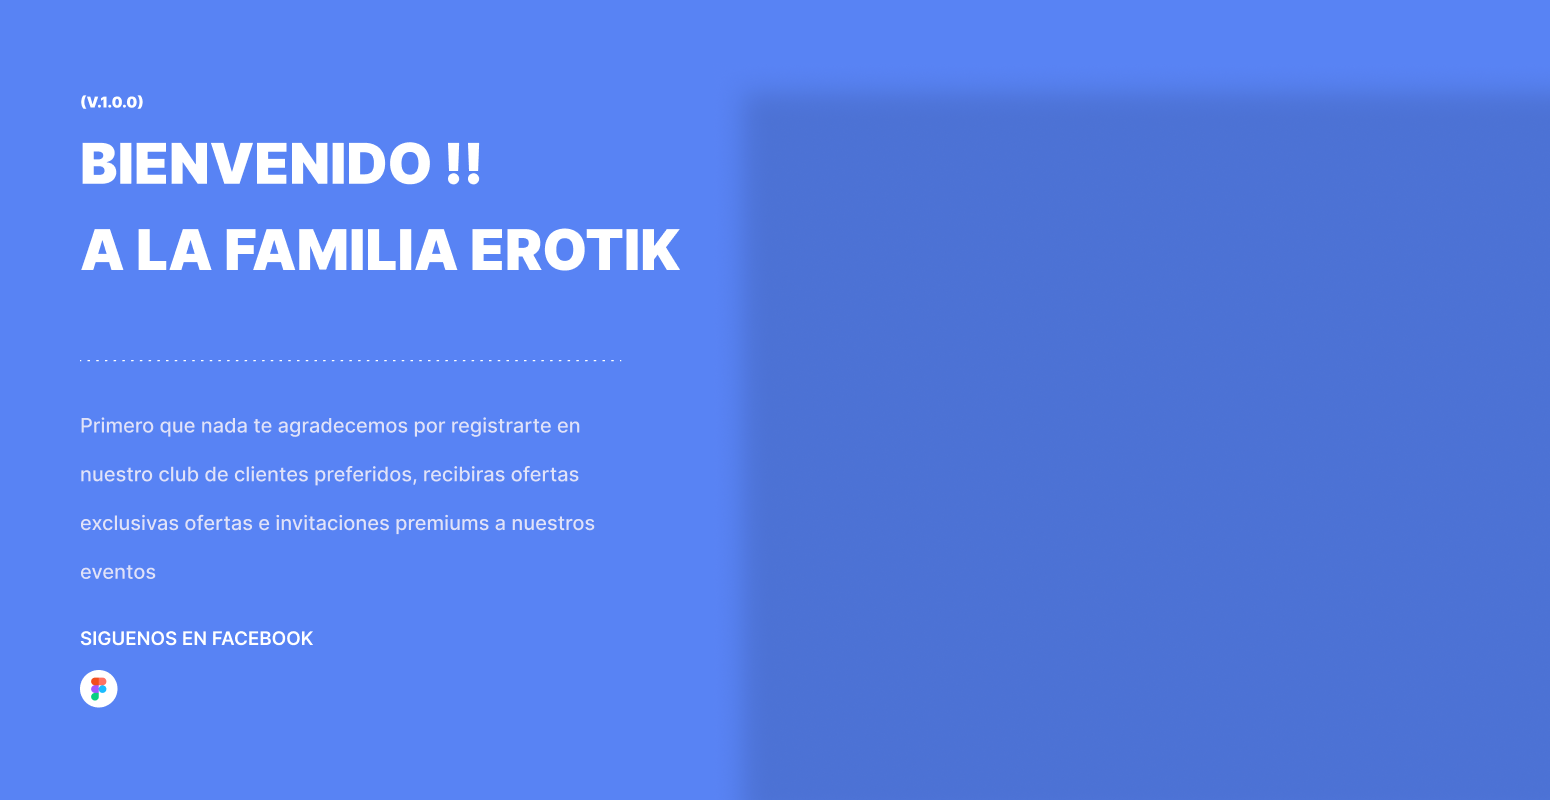 (V.1.0.0)
BIENVENIDO !!
A LA FAMILIA EROTIK
Primero que nada te agradecemos por registrarte en
nuestro club de clientes preferidos, recibiras ofertas
exclusivas ofertas e invitaciones premiums a nuestros
eventos
SIGUENOS EN FACEBOOK